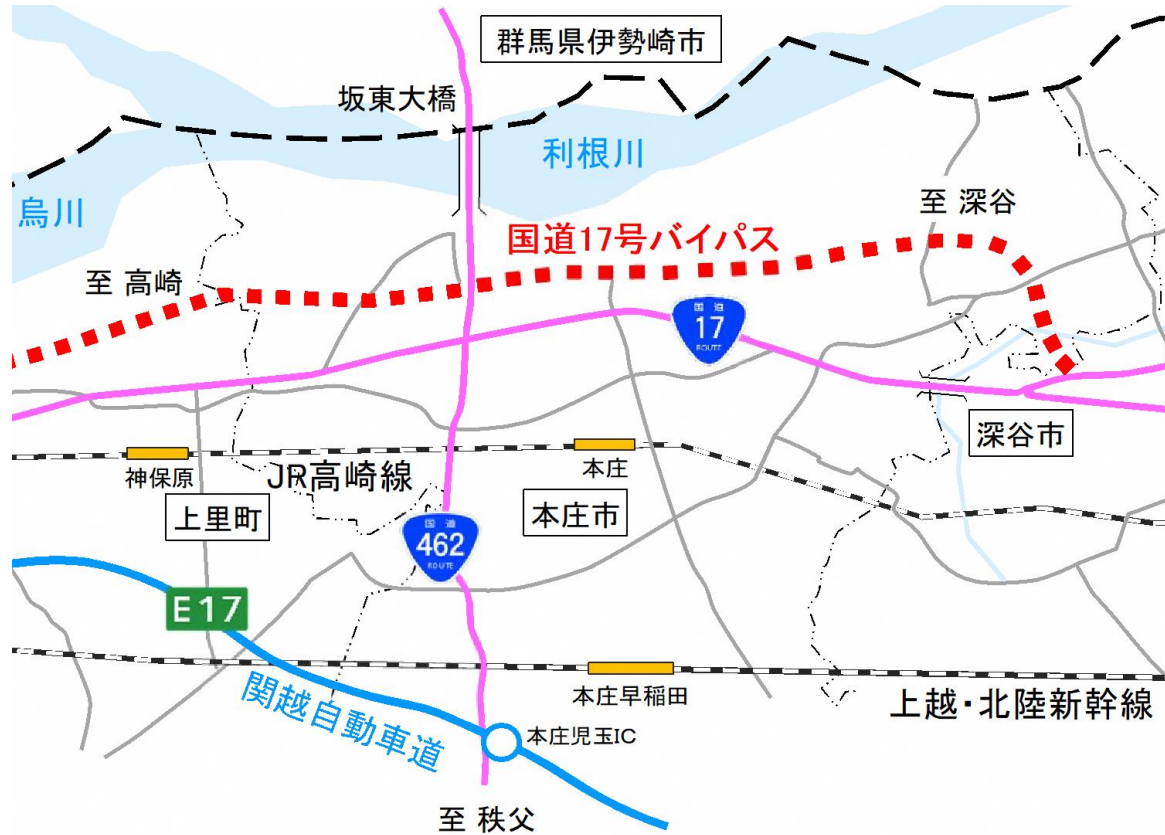 群馬県伊勢崎市
坂東大橋
利根川
烏川
至 深谷
国道17号バイパス
至 高崎
国道
17
ROUTE
深谷市
神保原
JR高崎線
本庄
上里町
本庄市
国道
462
ROUTE
E17
関越自動車道
本庄早稲田
上越・北陸新幹線
本庄児玉IC
至 秩父